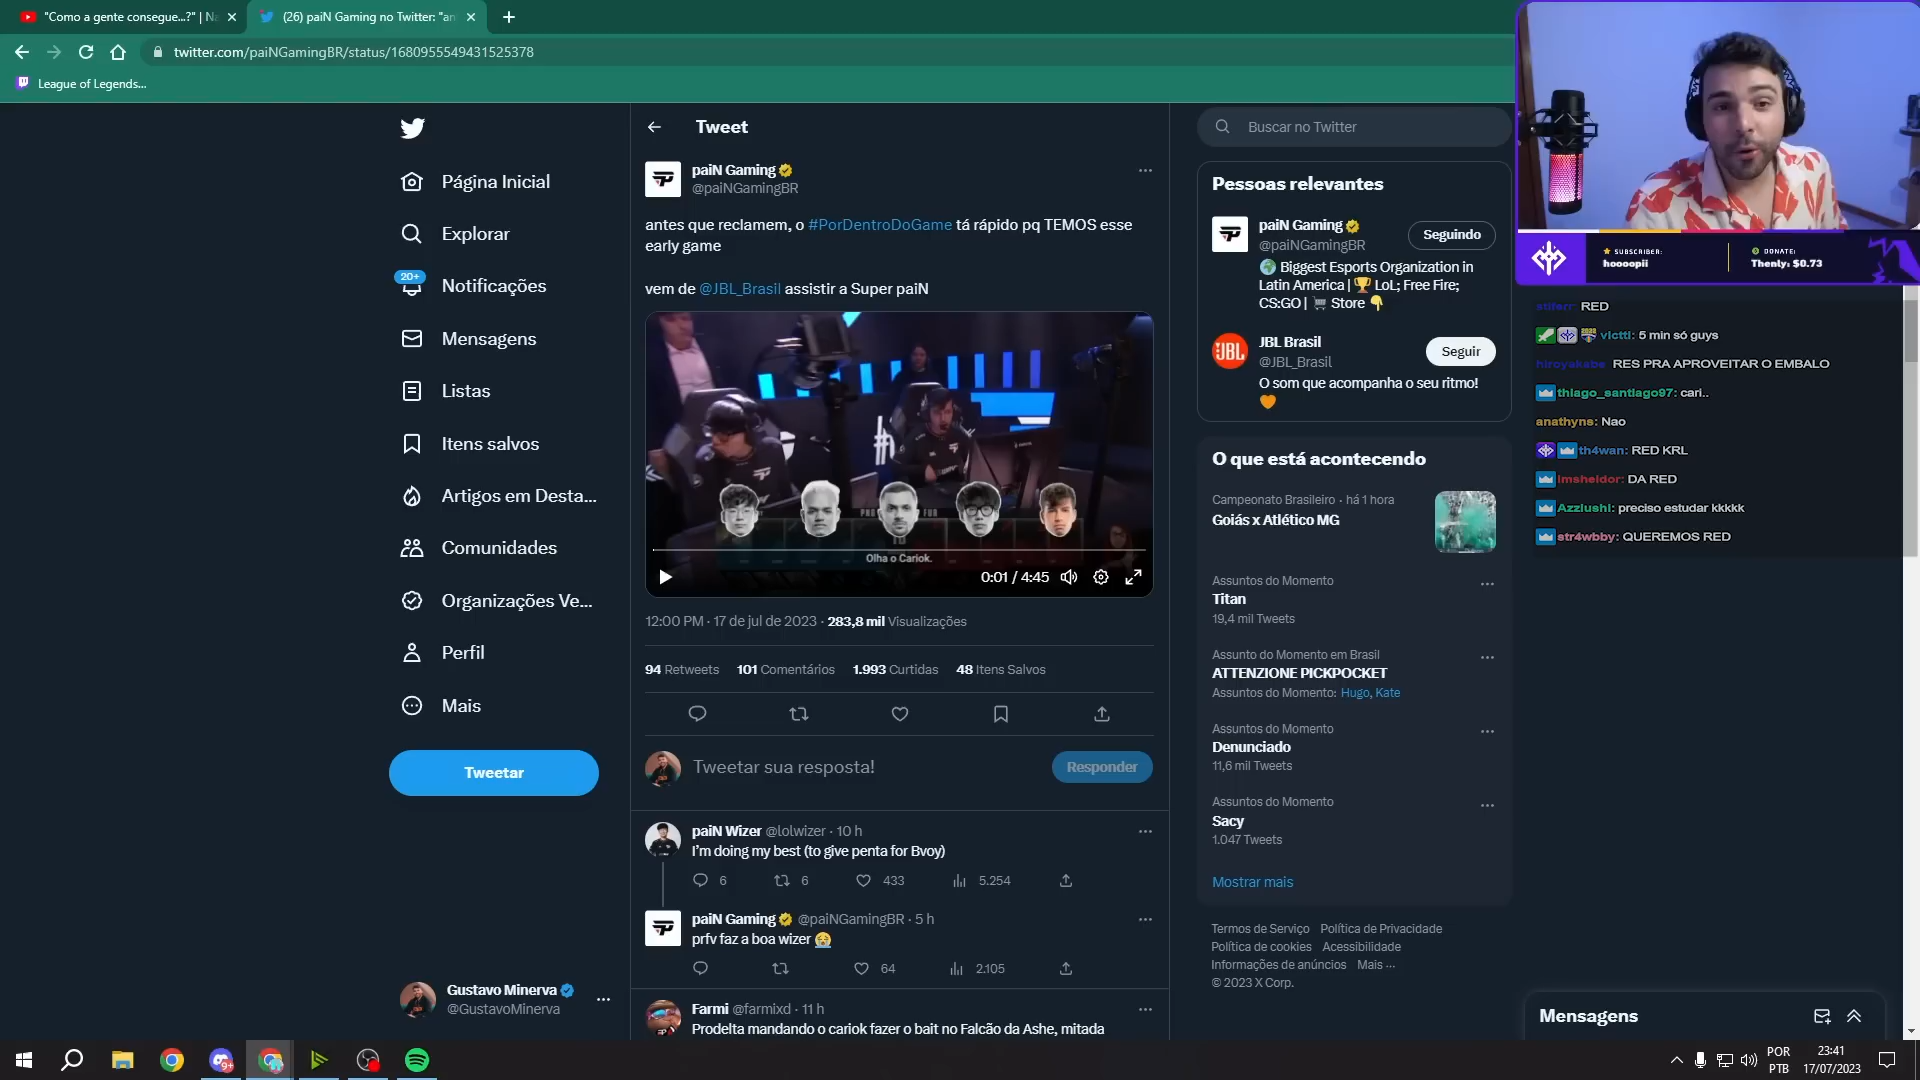 "Como a gente consegue...?" | Na
(26) paiN Gaming no Twitter: "an
twitter.com/paiNGamingBR/status/1680955549431525378
League of Legends...
Página Inicial
Explorar
20+
Notificações
Mensagens
Listas
Itens salvos
Artigos em Desta...
Comunidades
Organizações Ve...
Perfil
Mais
Tweetar
Gustavo Minerva
@GustavoMinerva
Tweet
paiN Gaming
@paiNGamingBR
antes que reclamem, o #PorDentroDoGame tá rápido pq TEMOS esse
early game
vem de @JBL_Brasil assistir a Super paiN
Olha o Cariok.
0:01 / 4:45
12:00 PM · 17 de jul de 2023 · 283,8 mil Visualizações
94 Retweets 101 Comentários 1.993 Curtidas 48 Itens Salvos
Tweetar sua resposta!
Responder
paiN Wizer @lolwizer · 10 h
I'm doing my best (to give penta for Bvoy)
6 6 433 5.254
paiN Gaming @paiNGamingBR · 5 h
prfv faz a boa wizer 😭
64 2.105
Farmi @farmixd · 11 h
Prodelta mandando o cariok fazer o bait no Falcão da Ashe, mitada
Buscar no Twitter
Pessoas relevantes
paiN Gaming
@paiNGamingBR
Seguindo
🌍 Biggest Esports Organization in
Latin America | 🏆 LoL; Free Fire;
CS:GO | 🛒 Store 👇
JBL
JBL Brasil
@JBL_Brasil
Seguir
O som que acompanha o seu ritmo!
🧡
O que está acontecendo
Campeonato Brasileiro · há 1 hora
Goiás x Atlético MG
Assuntos do Momento
Titan
19,4 mil Tweets
Assunto do Momento em Brasil
ATTENZIONE PICKPOCKET
Assuntos do Momento: Hugo, Kate
Assuntos do Momento
Denunciado
11,6 mil Tweets
Assuntos do Momento
Sacy
1.047 Tweets
Mostrar mais
Termos de Serviço Política de Privacidade
Política de cookies Acessibilidade
Informações de anúncios Mais ...
© 2023 X Corp.
SUBSCRIBER:
hoooopii
DONATE:
Thenty: $0.73
stiferr: RED
victti: 5 min só guys
hiroyakabe: RES PRA APROVEITAR O EMBALO
thiago_santiago97: cari..
anathyns: Nao
th4wan: RED KRL
imsheldor: DA RED
Azziushi: preciso estudar kkkkk
str4wbby: QUEREMOS RED
Mensagens
9+
POR
PTB
23:41
17/07/2023